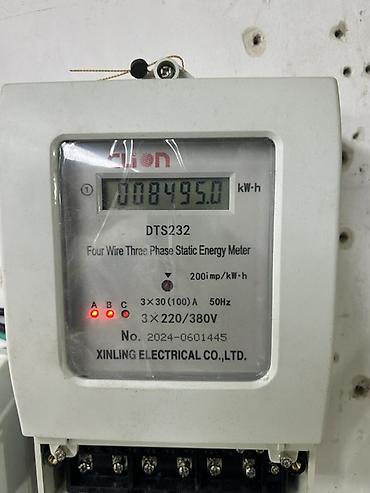 ① 008495.0 kW·h
DTS232
Four Wire Three Phase Static Energy Meter
200imp/kW·h
3×30(100)A 50Hz
A B C
3×220/380V
No. 2024-0601445
XINLING ELECTRICAL CO.,LTD.